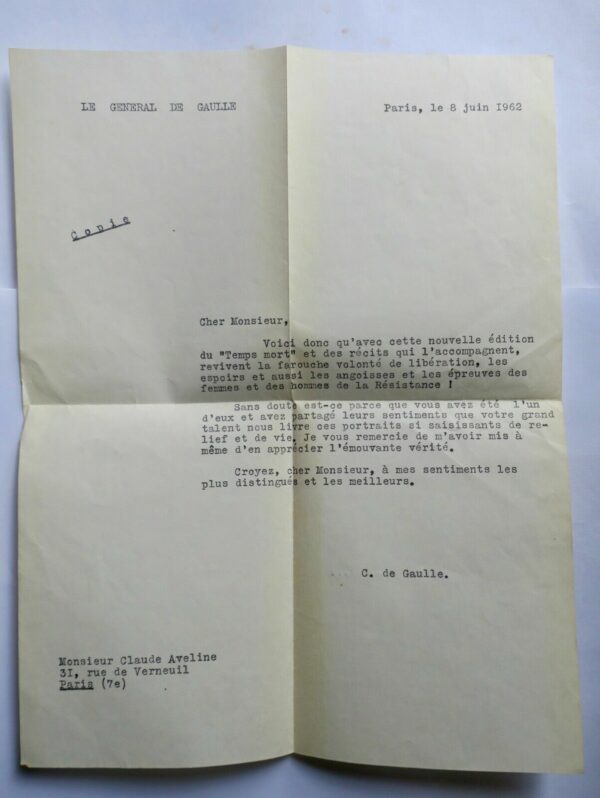 LE GENERAL DE GAULLE
Paris, le 8 juin I962
Copie
Cher Monsieur,
Voici donc qu'avec cette nouvelle édition
du "Temps mort" et des récits qui l'accompagnent,
revivent la farouche volonté de libération, les
espoirs et aussi les angoisses et les épreuves des
femmes et des hommes de la Résistance !
Sans doute est-ce parce que vous avez été l'un
d'eux et avez partagé leurs sentiments que votre grand
talent nous livre ces portraits si saisissants de re-
lief et de vie. Je vous remercie de m'avoir mis à
même d'en apprécier l'émouvante vérité.
Croyez, cher Monsieur, à mes sentiments les
plus distingués et les meilleurs.
C. de Gaulle.
Monsieur Claude Aveline
3I, rue de Verneuil
Paris (7e)